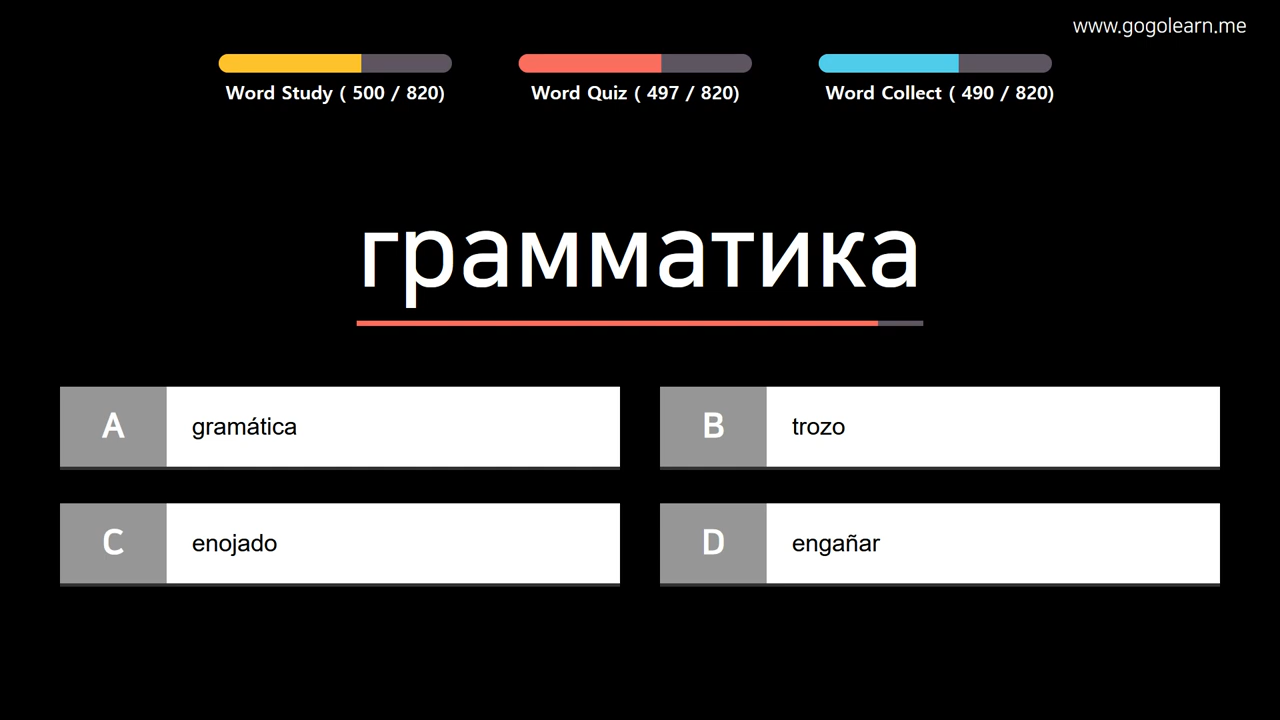 www.gogolearn.me
Word Study ( 500 / 820)
Word Quiz ( 497 / 820)
Word Collect ( 490 / 820)
грамматика
A gramática
B trozo
C enojado
D engañar